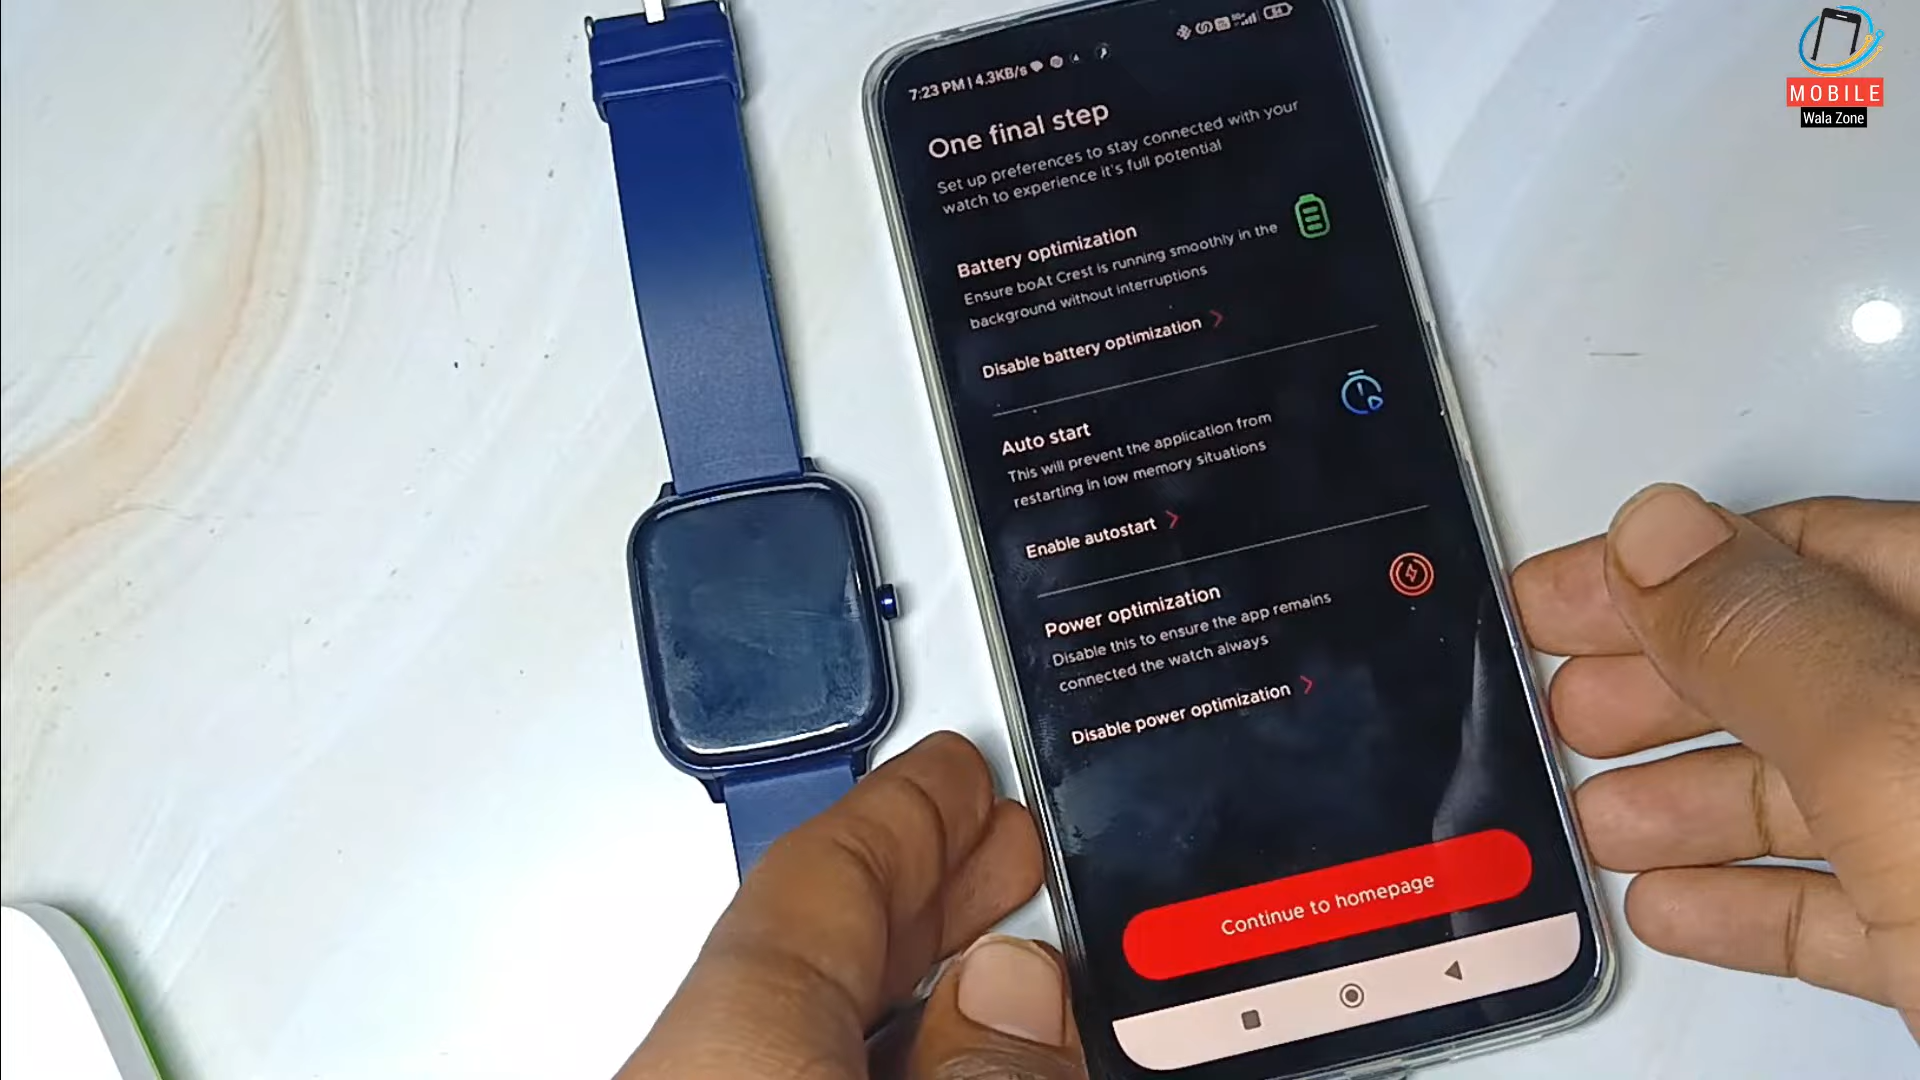 7:23 PM | 4.3KB/s
One final step
Set up preferences to stay connected with your
watch to experience it's full potential
Battery optimization
Ensure boAt Crest is running smoothly in the
background without interruptions
Disable battery optimization
Auto start
This will prevent the application from
restarting in low memory situations
Enable autostart
Power optimization
Disable this to ensure the app remains
connected the watch always
Disable power optimization
Continue to homepage
MOBILE
Wala Zone